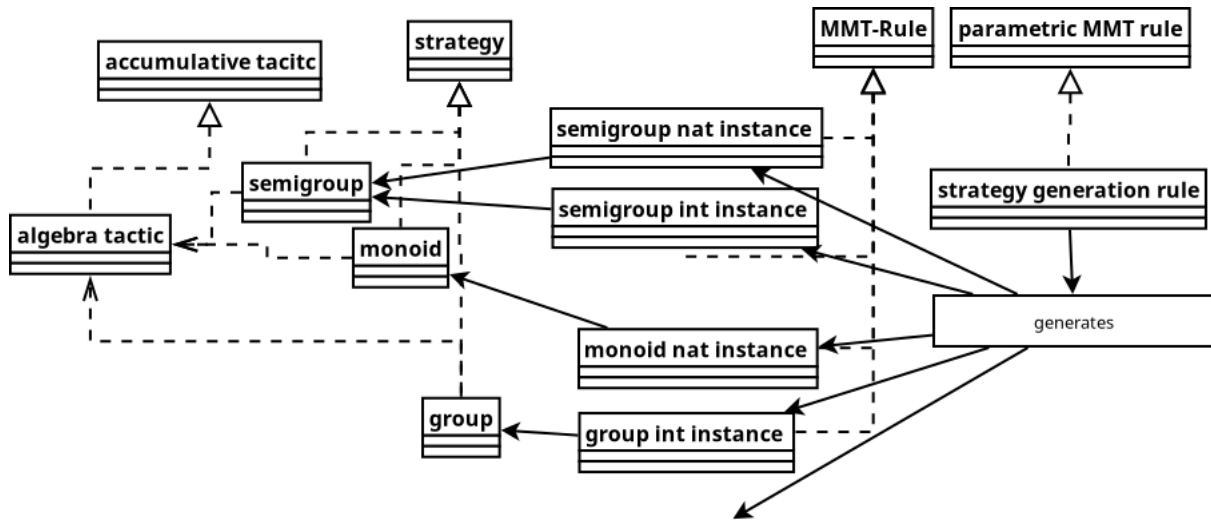 MMT-Rule
parametric MMT rule
strategy
accumulative tacitc
semigroup nat instance
semigroup
strategy generation rule
semigroup int instance
algebra tactic
monoid
generates
monoid nat instance
group
group int instance